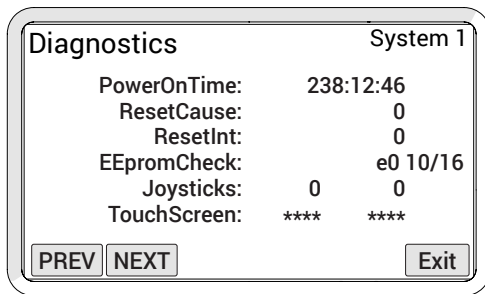 Diagnostics System 1
PowerOnTime: 238:12:46
ResetCause: 0
ResetInt: 0
EEpromCheck: e0 10/16
Joysticks: 0 0
TouchScreen: **** ****
PREV NEXT Exit